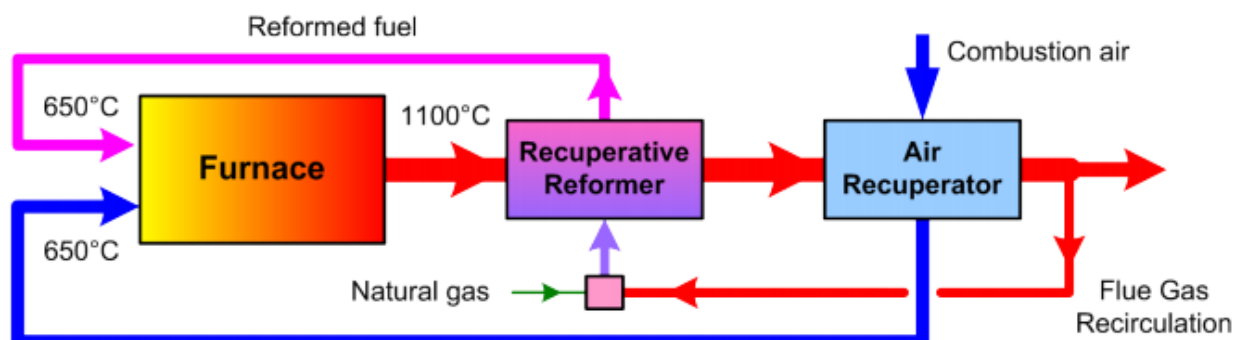 Reformed fuel
Combustion air
650°C
1100°C
Furnace
Recuperative
Reformer
Air
Recuperator
650°C
Natural gas
Flue Gas
Recirculation